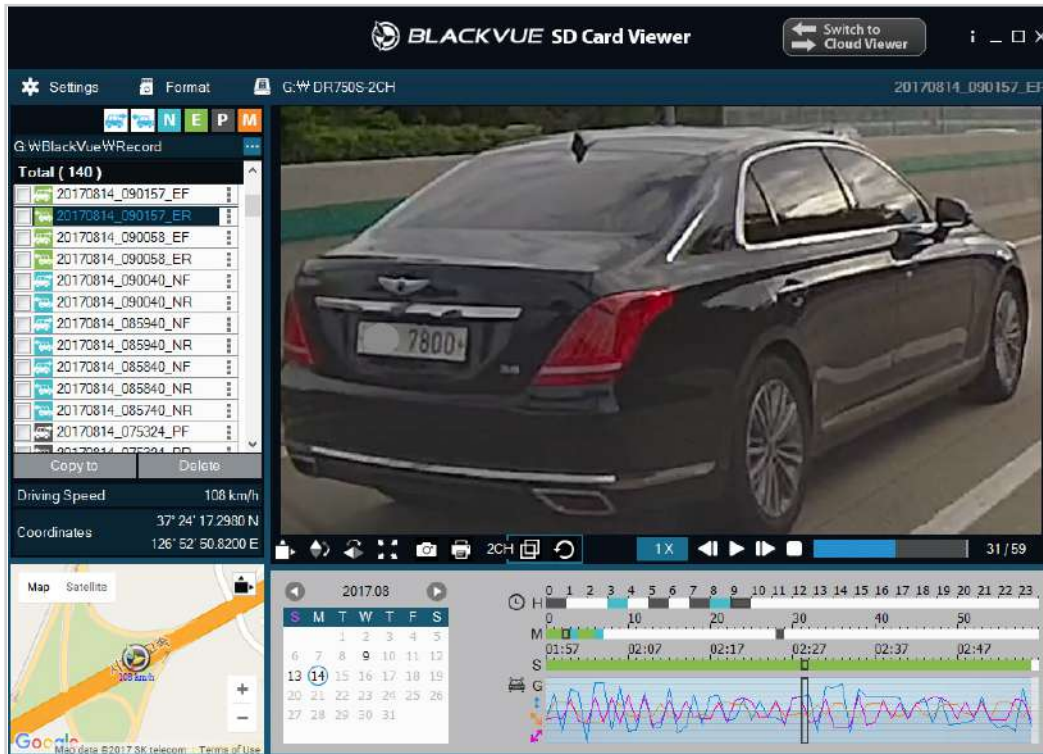 BLACKVUE SD Card Viewer
Switch to
Cloud Viewer
Settings
Format
G:₩ DR750S-2CH
20170814_090157_EF
N E P M
G:₩BlackVue₩Record
Total ( 140 )
20170814_090157_EF
20170814_090157_ER
20170814_090058_EF
20170814_090058_ER
20170814_090040_NF
20170814_090040_NR
20170814_085940_NF
20170814_085940_NR
20170814_085840_NF
20170814_085840_NR
20170814_085740_NR
20170814_075324_PF
Copy to
Delete
7800
Driving Speed
108 km/h
Coordinates
37° 24' 17.2980 N
126° 52' 50.8200 E
2CH
1 X
31 / 59
Map
Satellite
108 km/h
Google
Map data ©2017 SK telecom
Terms of Use
2017.08
S M T W T F S
1 2 3 4 5
6 7 8 9 10 11 12
13 14 15 16 17 18 19
20 21 22 23 24 25 26
27 28 29 30 31
H 0 1 2 3 4 5 6 7 8 9 10 11 12 13 14 15 16 17 18 19 20 21 22 23
M 0 10 20 30 40 50
S 01:57 02:07 02:17 02:27 02:37 02:47
G